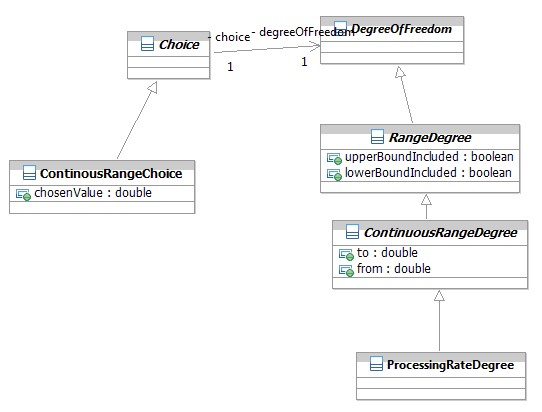 DegreeOfFreedom
Choice
- choice
- degreeOfFreedom
1
1
RangeDegree
upperBoundIncluded : boolean
lowerBoundIncluded : boolean
ContinousRangeChoice
chosenValue : double
ContinuousRangeDegree
to : double
from : double
ProcessingRateDegree